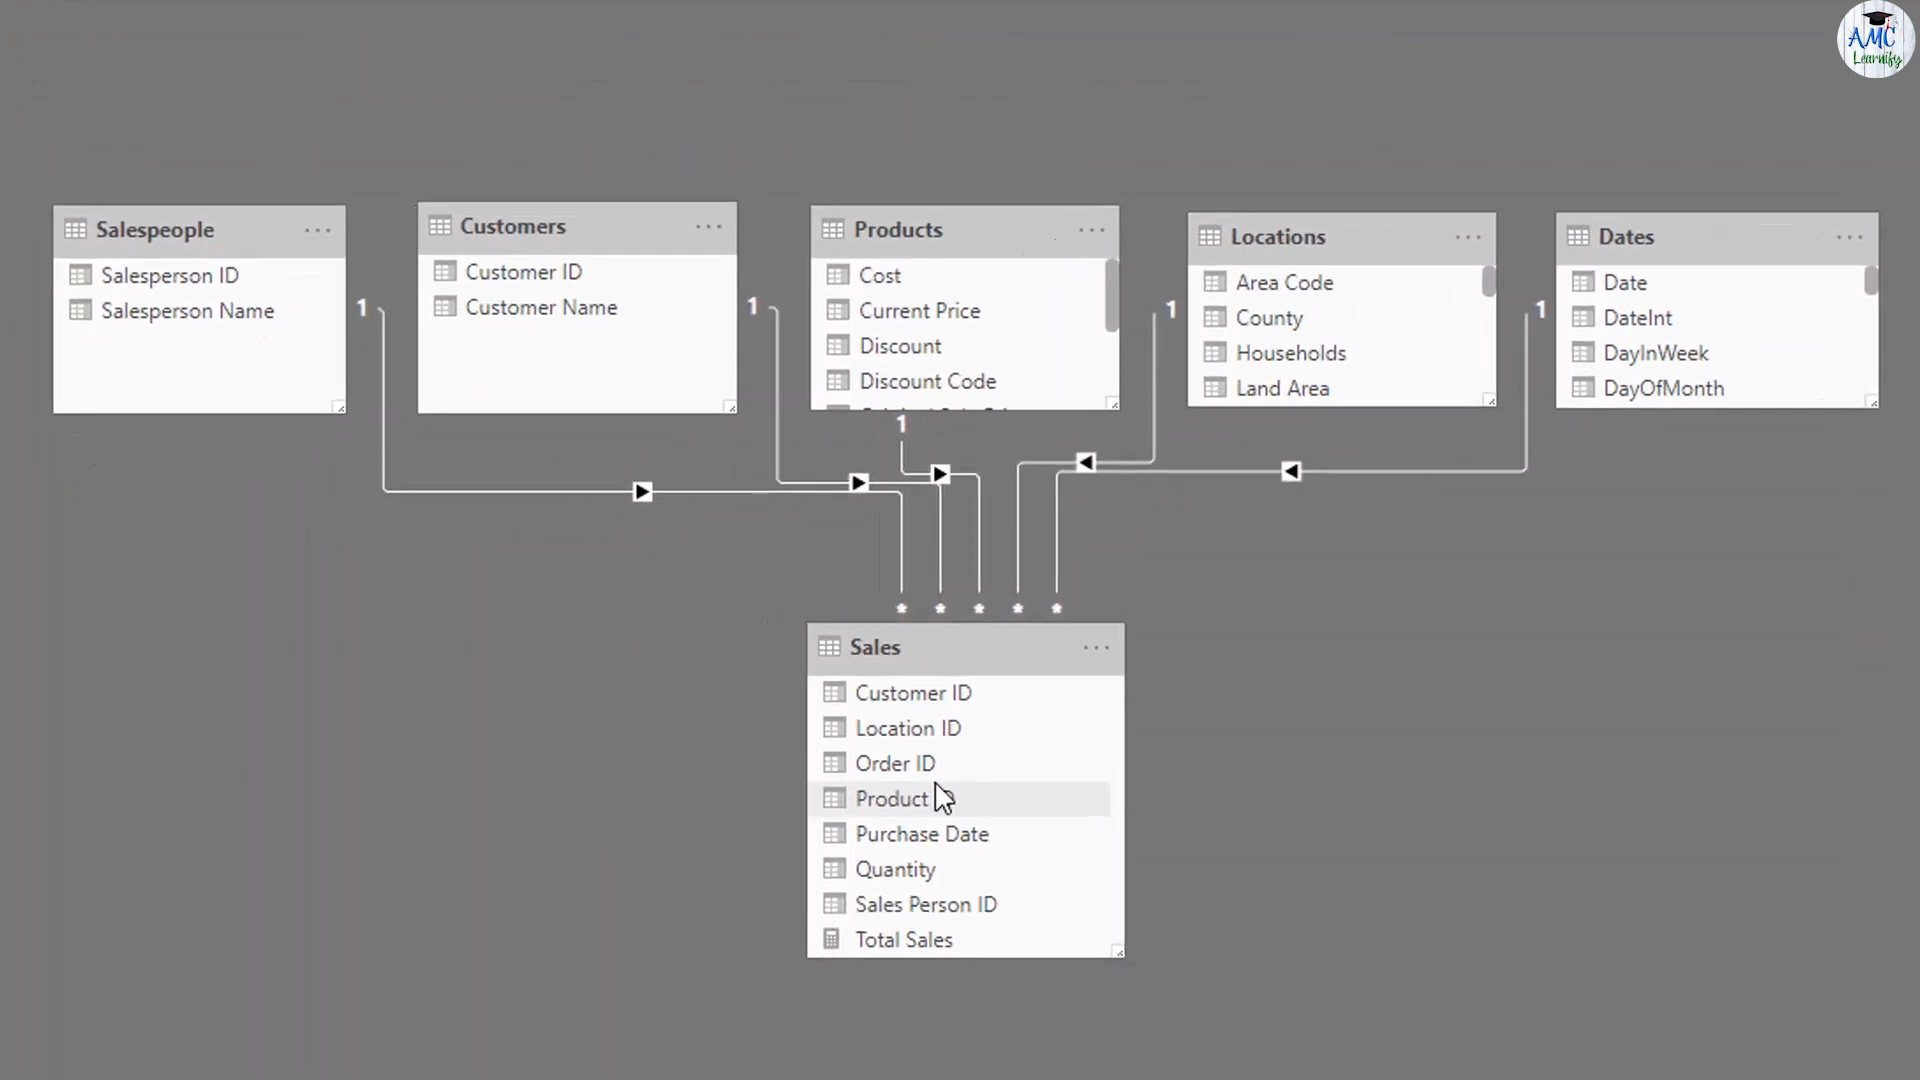 AMC
Learnify
Salespeople
Salesperson ID
Salesperson Name
Customers
Customer ID
Customer Name
Products
Cost
Current Price
Discount
Discount Code
Locations
Area Code
County
Households
Land Area
Dates
Date
DateInt
DayInWeek
DayOfMonth
1
1
1
1
1
* * * * *
Sales
Customer ID
Location ID
Order ID
Product
Purchase Date
Quantity
Sales Person ID
Total Sales